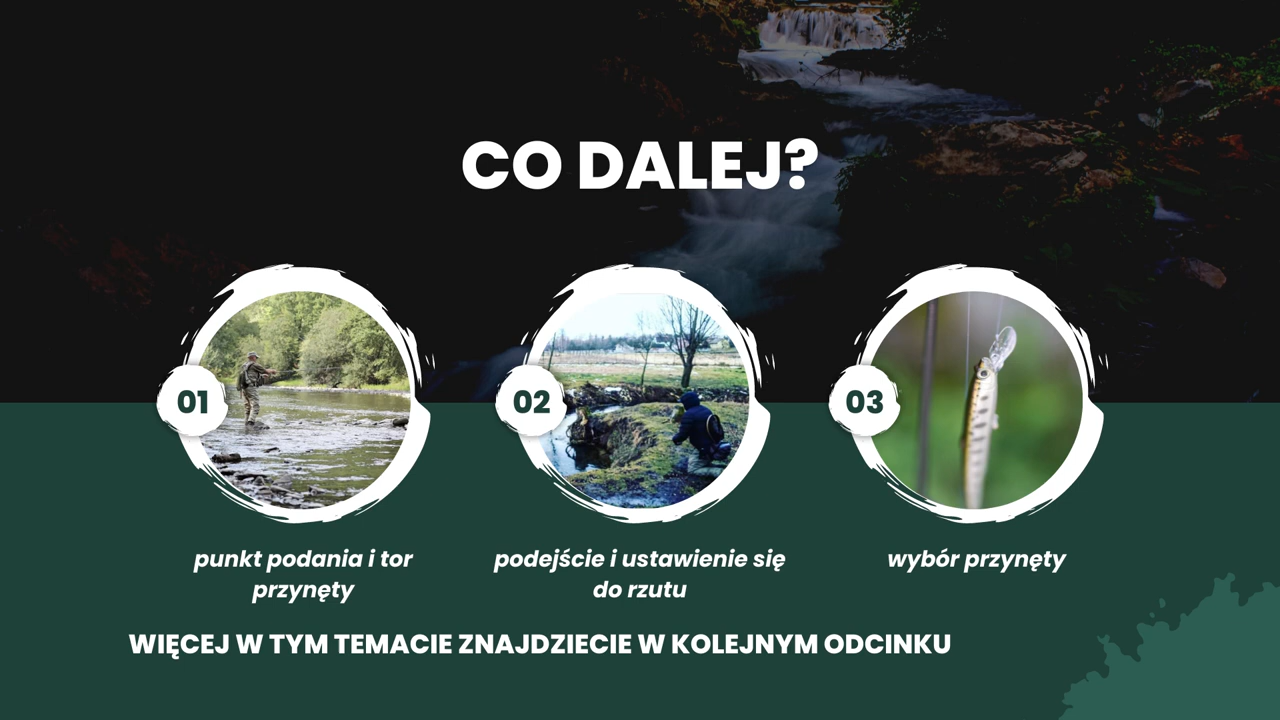 CO DALEJ?
01
02
03
punkt podania i tor
przynęty
podejście i ustawienie się
do rzutu
wybór przynęty
WIĘCEJ W TYM TEMACIE ZNAJDZIECIE W KOLEJNYM ODCINKU